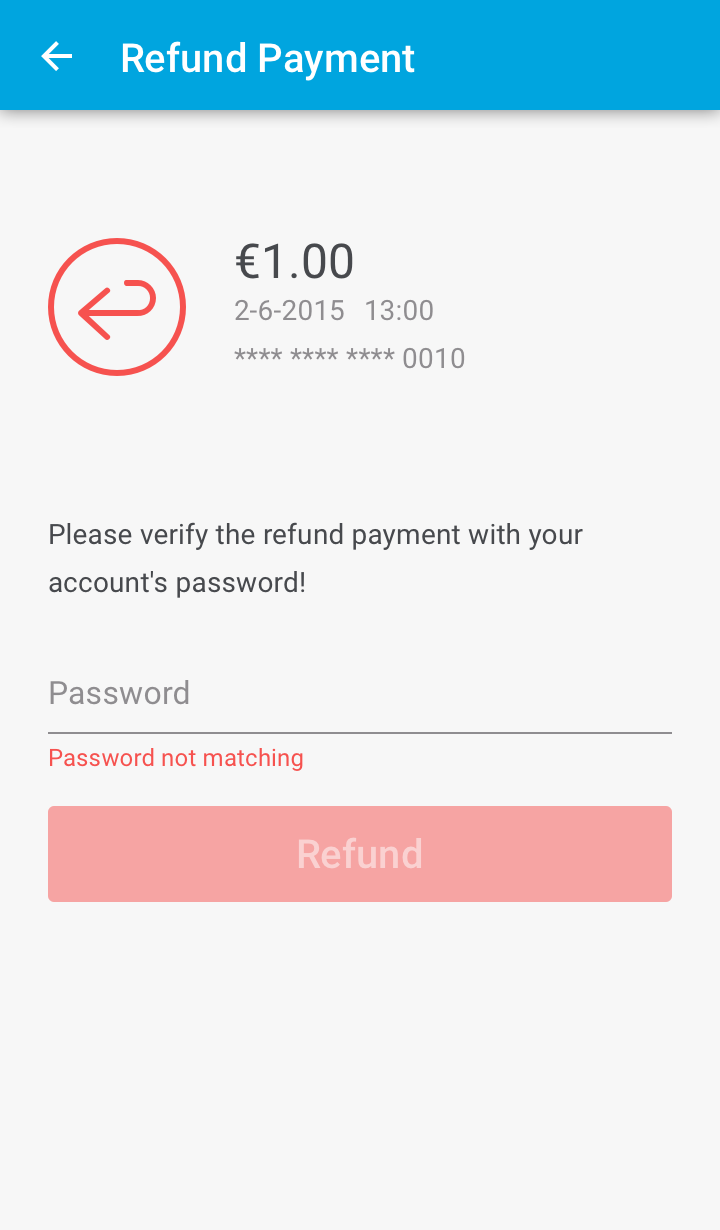 Refund Payment
€1.00
2-6-2015 13:00
**** **** **** 0010
Please verify the refund payment with your
account's password!
Password
Password not matching
Refund